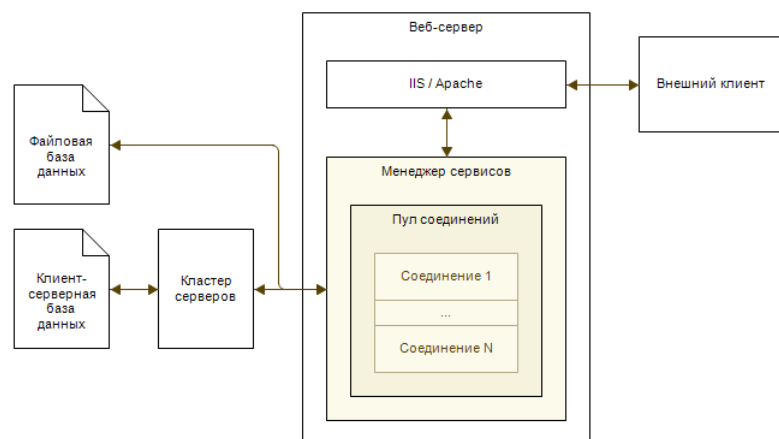 Веб-сервер
IIS / Apache
Внешний клиент
Файловая
база
данных
Менеджер сервисов
Пул соединений
Клиент-
серверная
база
данных
Кластер
серверов
Соединение 1
...
Соединение N